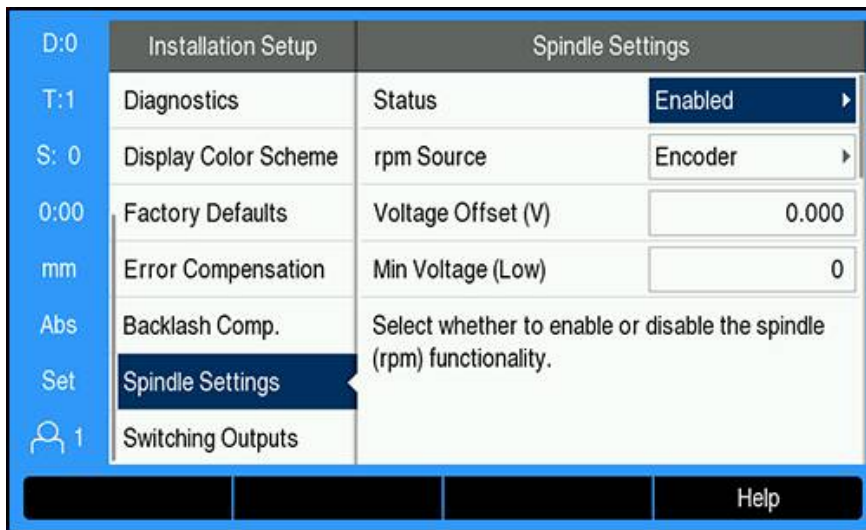 D:0
T:1
S: 0
0:00
mm
Abs
Set
1
Installation Setup
Diagnostics
Display Color Scheme
Factory Defaults
Error Compensation
Backlash Comp.
Spindle Settings
Switching Outputs
Spindle Settings
Status Enabled
rpm Source Encoder
Voltage Offset (V) 0.000
Min Voltage (Low) 0
Select whether to enable or disable the spindle
(rpm) functionality.
Help